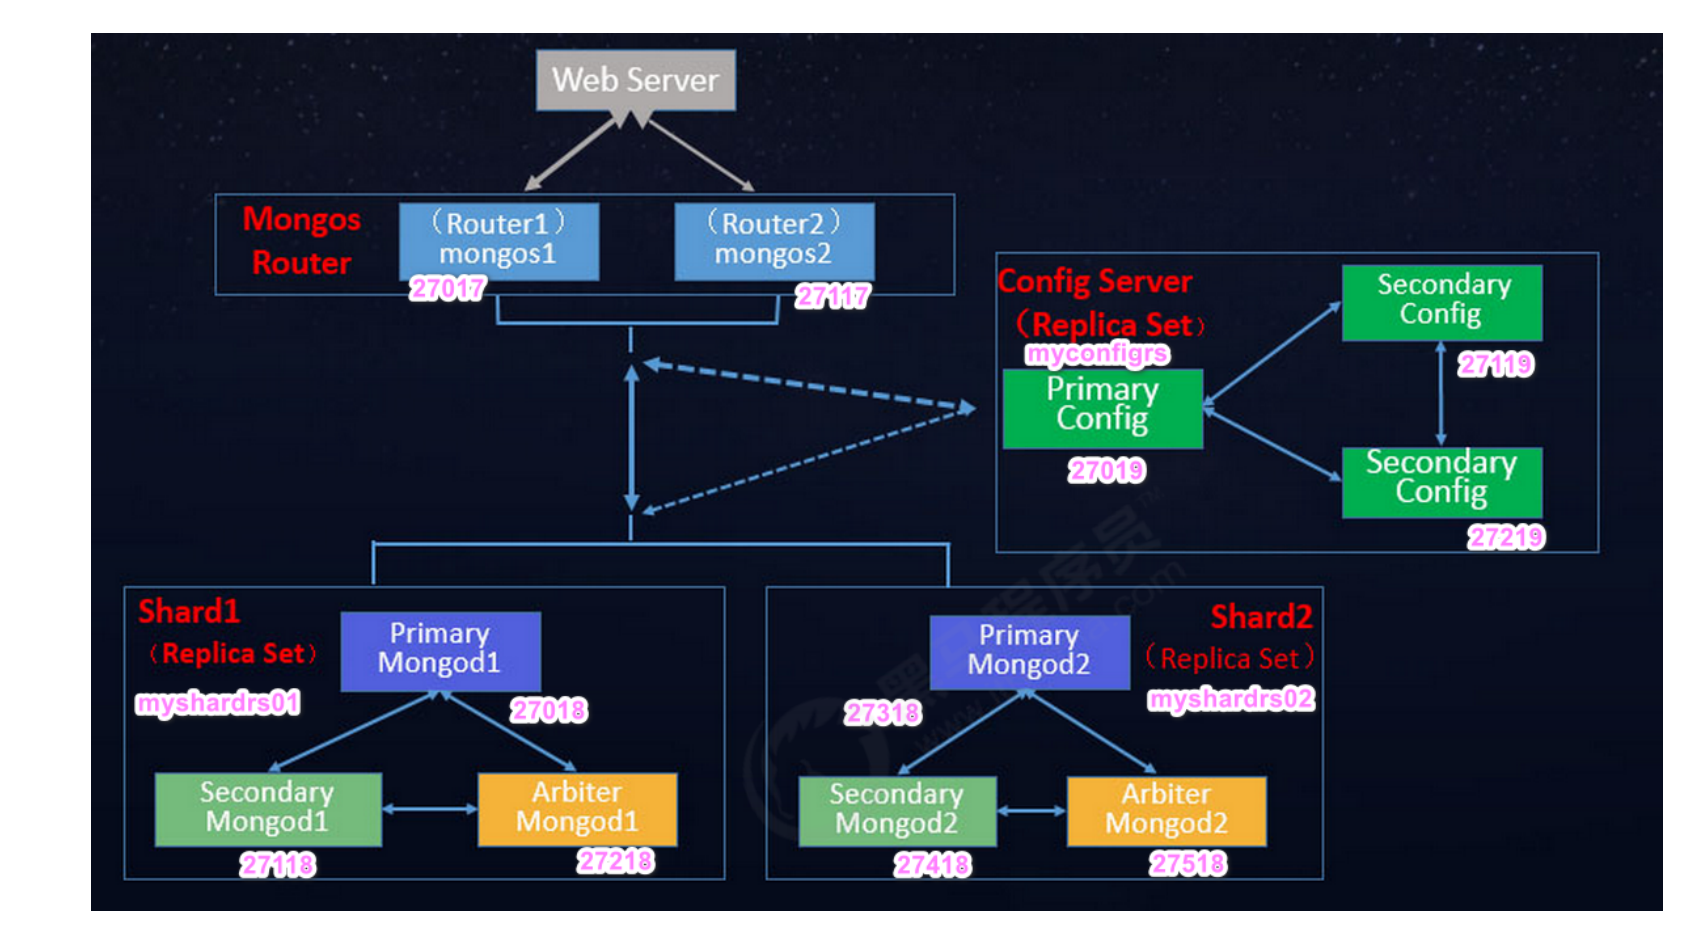 Web Server
Mongos
Router
（Router1）
mongos1
27017
（Router2）
mongos2
27117
Config Server
（Replica Set）
myconfigrs
Primary
Config
27019
Secondary
Config
27119
Secondary
Config
27219
Shard1
（Replica Set）
myshardrs01
Primary
Mongod1
27018
Secondary
Mongod1
27118
Arbiter
Mongod1
27218
Shard2
（Replica Set）
myshardrs02
Primary
Mongod2
27318
Secondary
Mongod2
27418
Arbiter
Mongod2
27518